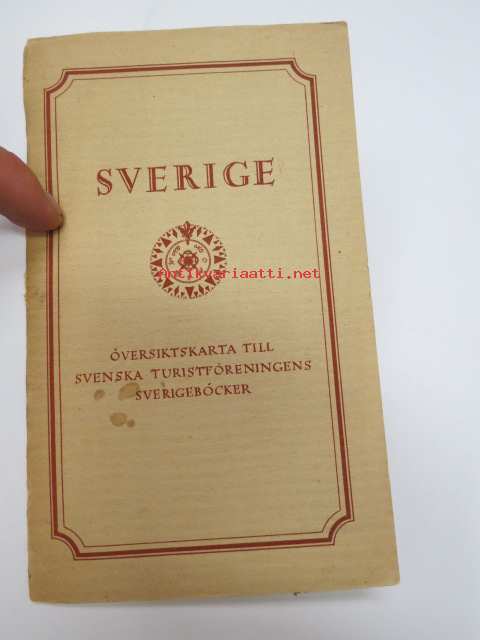 SVERIGE
antikvariaatti.net
ÖVERSIKTSKARTA TILL
SVENSKA TURISTFÖRENINGENS
SVERIGEBÖCKER